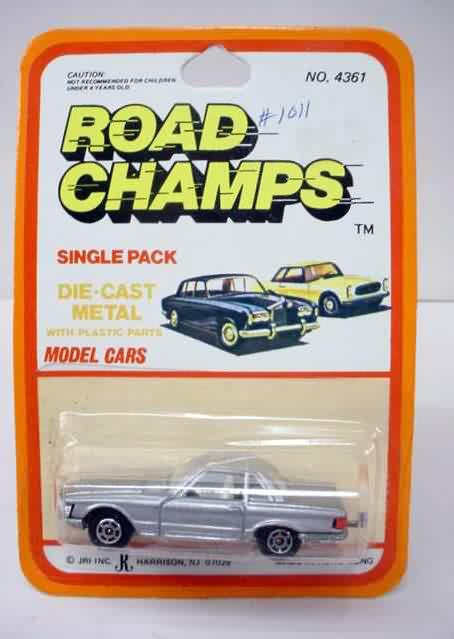 CAUTION:
NOT RECOMMENDED FOR CHILDREN
UNDER 4 YEARS OLD
NO. 4361
#1011
ROAD
CHAMPS
TM
SINGLE PACK
DIE-CAST
METAL
WITH PLASTIC PARTS
MODEL CARS
© JRI INC. JK HARRISON, NJ 07029